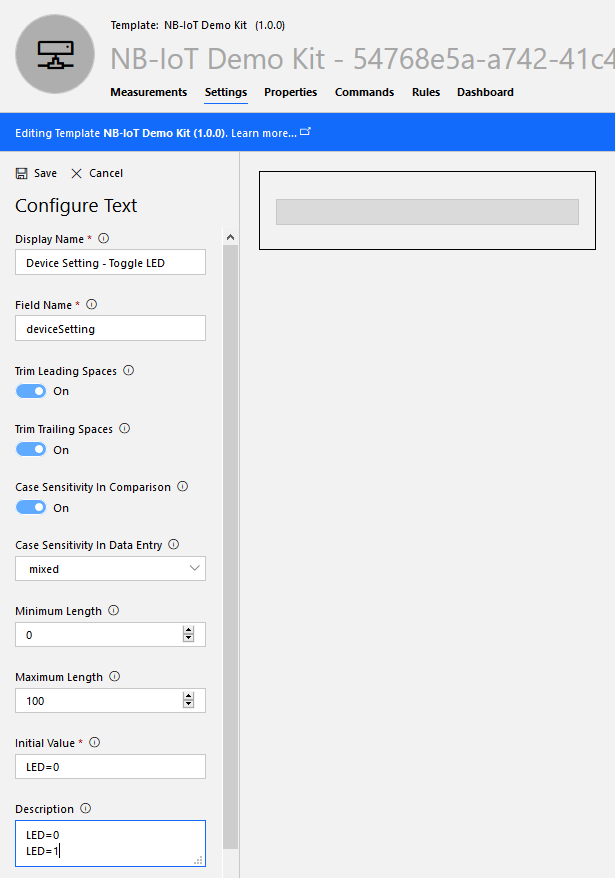 Template: NB-IoT Demo Kit (1.0.0)
NB-IoT Demo Kit - 54768e5a-a742-41c4
Measurements Settings Properties Commands Rules Dashboard
Editing Template NB-IoT Demo Kit (1.0.0). Learn more...
Save Cancel
Configure Text
Display Name *
Device Setting - Toggle LED
Field Name *
deviceSetting
Trim Leading Spaces
On
Trim Trailing Spaces
On
Case Sensitivity In Comparison
On
Case Sensitivity In Data Entry
mixed
Minimum Length
0
Maximum Length
100
Initial Value *
LED=0
Description
LED=0
LED=1